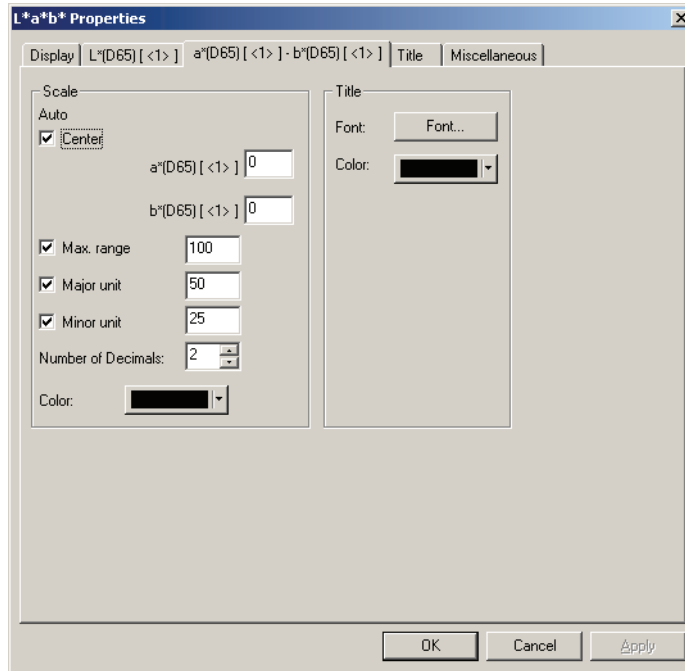 L*a*b* Properties
Display L*(D65) [ <1> ] a*(D65) [ <1> ] - b*(D65) [ <1> ] Title Miscellaneous
Scale
Auto
Center
a*(D65) [ <1> ] 0
b*(D65) [ <1> ] 0
Max. range 100
Major unit 50
Minor unit 25
Number of Decimals: 2
Color:
Title
Font: Font...
Color:
OK Cancel Apply